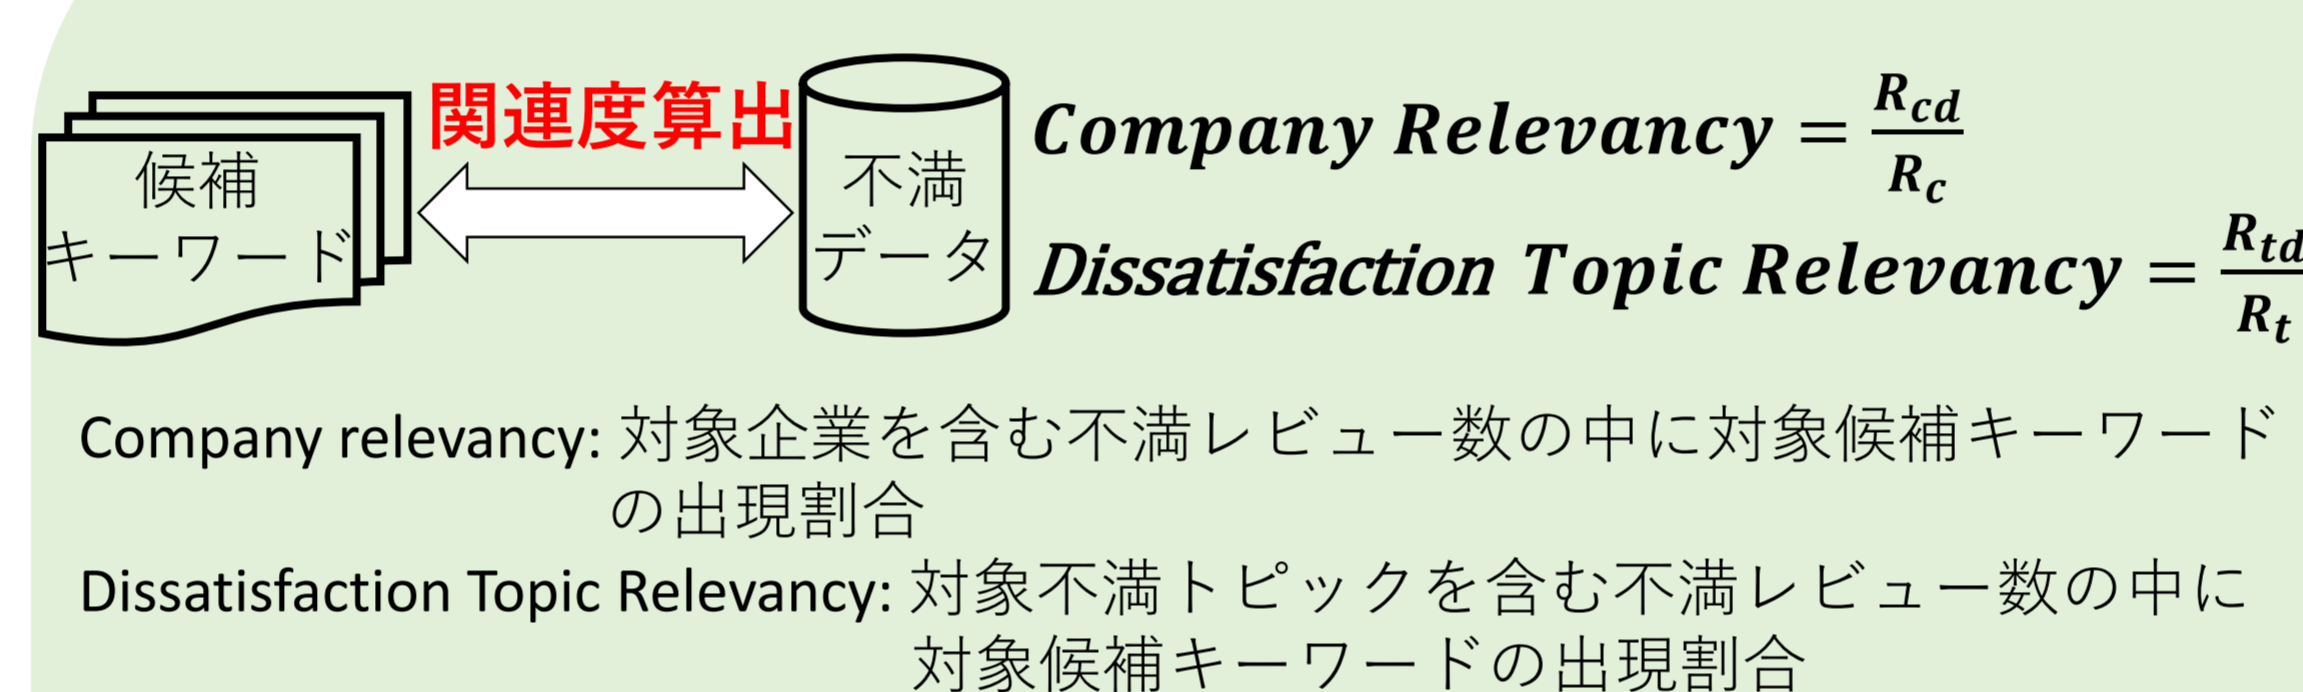 候補
キーワード
関連度算出
不満
データ
Company Relevancy = R_cd / R_c
Dissatisfaction Topic Relevancy = R_td / R_t
Company relevancy: 対象企業を含む不満レビュー数の中に対象候補キーワード
の出現割合
Dissatisfaction Topic Relevancy: 対象不満トピックを含む不満レビュー数の中に
対象候補キーワードの出現割合